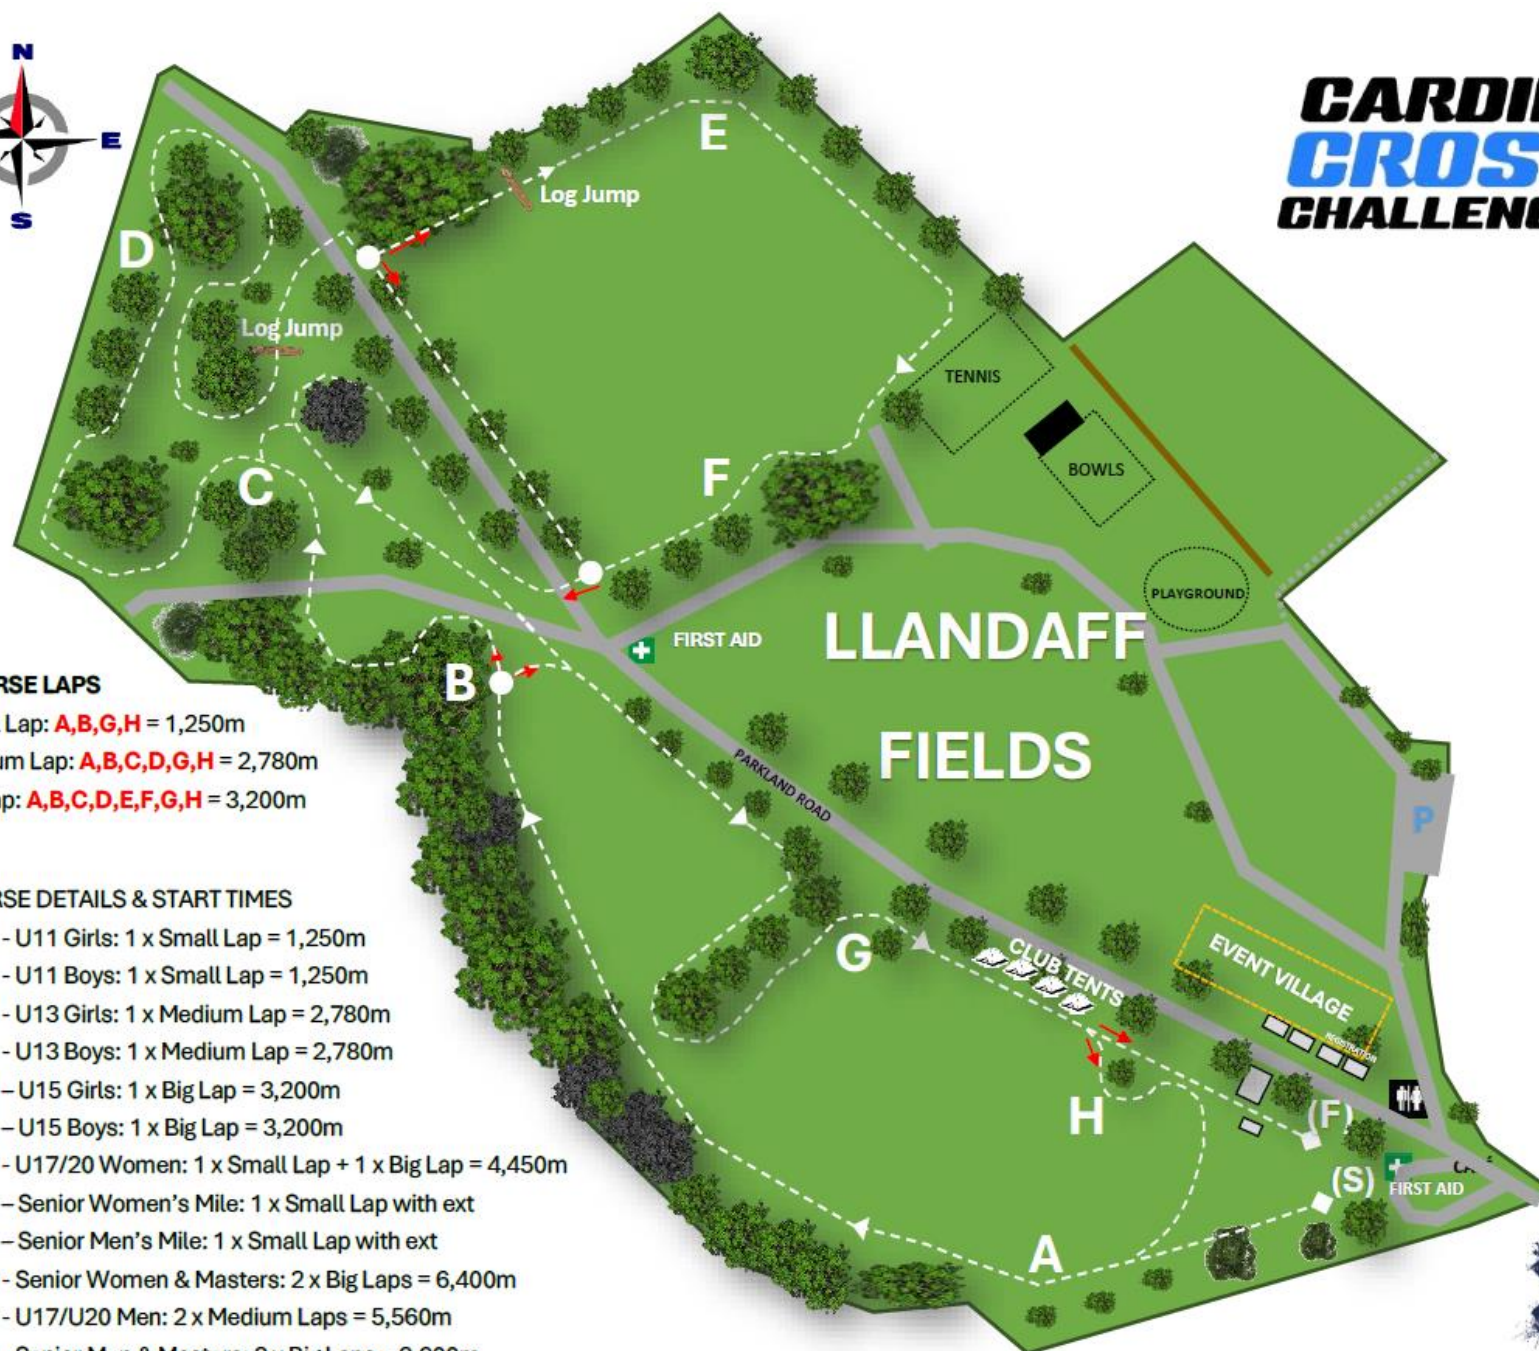 N
E
S
CARDI
CROS
CHALLEN
E
Log Jump
D
Log Jump
TENNIS
BOWLS
F
C
PLAYGROUND
FIRST AID
LLANDAFF
FIELDS
B
PARKLAND ROAD
P
RSE LAPS
Lap: A,B,G,H = 1,250m
um Lap: A,B,C,D,G,H = 2,780m
ap: A,B,C,D,E,F,G,H = 3,200m
RSE DETAILS & START TIMES
- U11 Girls: 1 x Small Lap = 1,250m
- U11 Boys: 1 x Small Lap = 1,250m
- U13 Girls: 1 x Medium Lap = 2,780m
- U13 Boys: 1 x Medium Lap = 2,780m
– U15 Girls: 1 x Big Lap = 3,200m
– U15 Boys: 1 x Big Lap = 3,200m
- U17/20 Women: 1 x Small Lap + 1 x Big Lap = 4,450m
– Senior Women's Mile: 1 x Small Lap with ext
– Senior Men's Mile: 1 x Small Lap with ext
- Senior Women & Masters: 2 x Big Laps = 6,400m
- U17/U20 Men: 2 x Medium Laps = 5,560m
G
CLUB TENTS
EVENT VILLAGE
REGISTRATION
H
(F)
(S)
FIRST AID
A